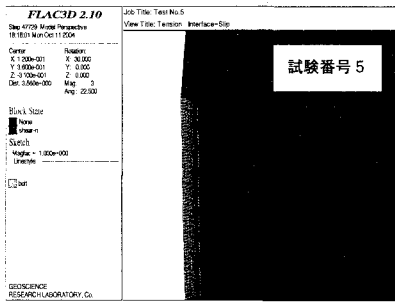 FLAC3D 2.10
Step 47729 Model Perspective
18:18:01 Mon Oct 11 2004
Center:
X: 1.200e-001
Y: 3.600e-001
Z: -3.100e-001
Dist: 3.868e+000
Rotation:
X: 30.000
Y: 0.000
Z: 0.000
Mag.: 3
Ang.: 22.500
Block State
None
shear-n
Sketch
Magfac = 1.000e+000
Linestyle
GEOSCIENCE
RESEARCH LABORATORY, Co.
Job Title: Test No.5
View Title: Tension Interface-Slip
試験番号 5